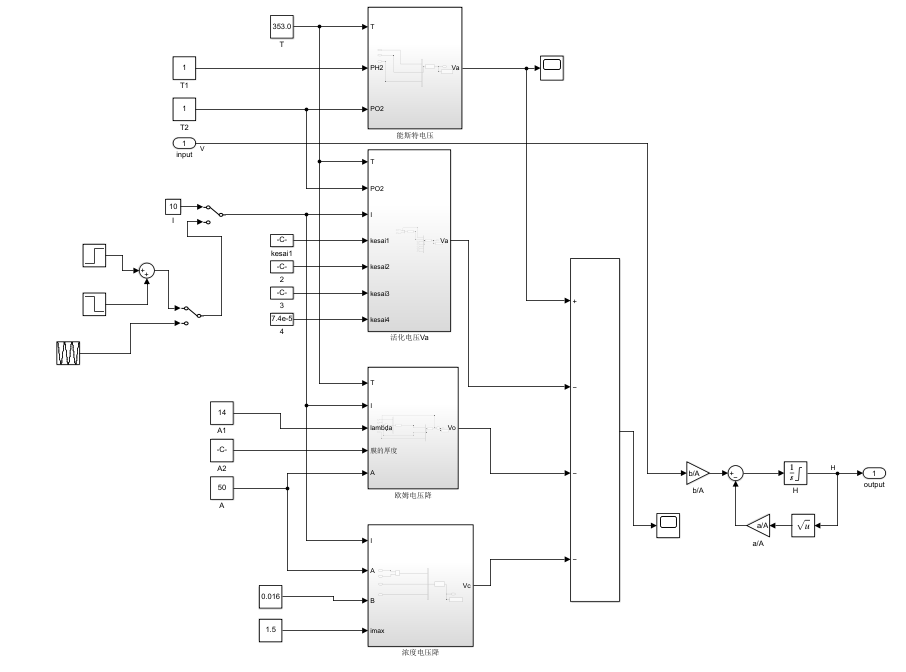 353.0
T
T
1
T1
PH2
Va
1
T2
PO2
能斯特电压
1
input
V
T
PO2
10
I
I
-C-
kesai1
kesai1
Va
-C-
2
kesai2
-C-
3
kesai3
7.4e-5
4
kesai4
活化电压Va
+
+
+
−
T
I
14
A1
lambda
Vo
-C-
A2
膜的厚度
50
A
A
欧姆电压降
−
b/A
b/A
+
−
1
s
H
H
1
output
a/A
a/A
√u
I
A
−
0.016
B
Vc
1.5
imax
浓度电压降